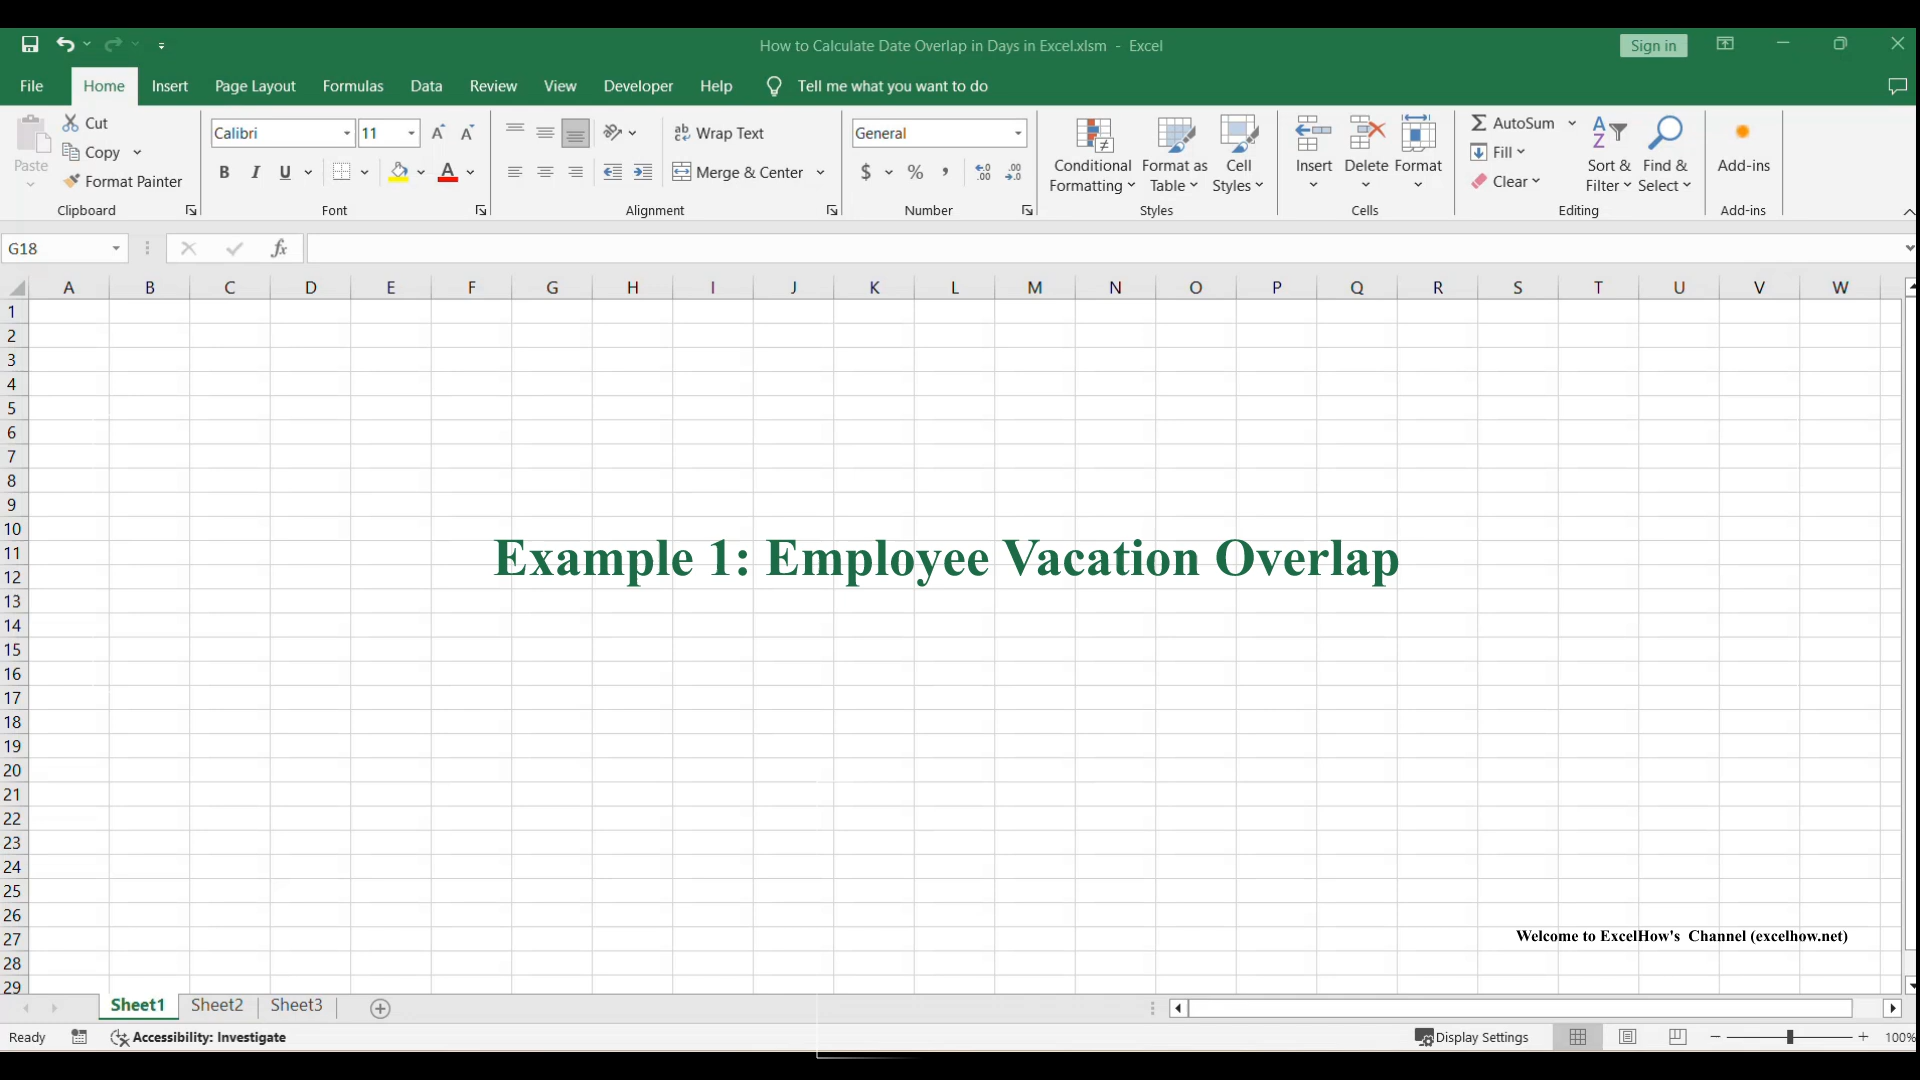 How to Calculate Date Overlap in Days in Excel.xlsm - Excel
Sign in
File Home Insert Page Layout Formulas Data Review View Developer Help Tell me what you want to do
Paste
Cut
Copy
Format Painter
Clipboard
Calibri 11
B I U
Font
Wrap Text
Merge & Center
Alignment
General
$ % ,
Number
Conditional Formatting
Format as Table
Cell Styles
Styles
Insert Delete Format
Cells
AutoSum
Fill
Clear
Sort & Filter
Find & Select
Editing
Add-ins
Add-ins
G18 fx
A B C D E F G H I J K L M N O P Q R S T U V W
1
2
3
4
5
6
7
8
9
10
11
12
13
14
15
16
17
18
19
20
21
22
23
24
25
26
27
28
29
Example 1: Employee Vacation Overlap
Welcome to ExcelHow's Channel (excelhow.net)
Sheet1 Sheet2 Sheet3
Ready Accessibility: Investigate Display Settings 100%